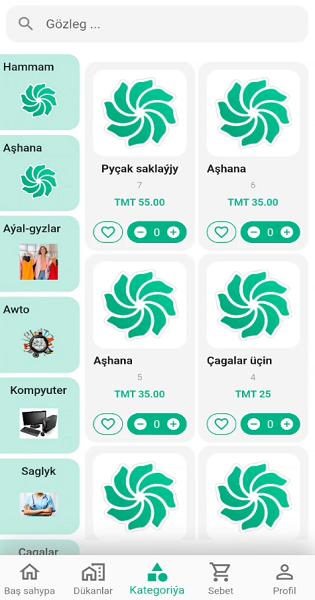 Gözleg ...
Hammam
Aşhana
Aýal-gyzlar
Awto
Kompyuter
Saglyk
Çagalar
Pyçak saklaýjy
7
TMT 55.00
0
Aşhana
6
TMT 35.00
0
Aşhana
5
TMT 35.00
0
Çagalar üçin
4
TMT 25
0
Baş sahypa
Dükanlar
Kategoriýa
Sebet
Profil